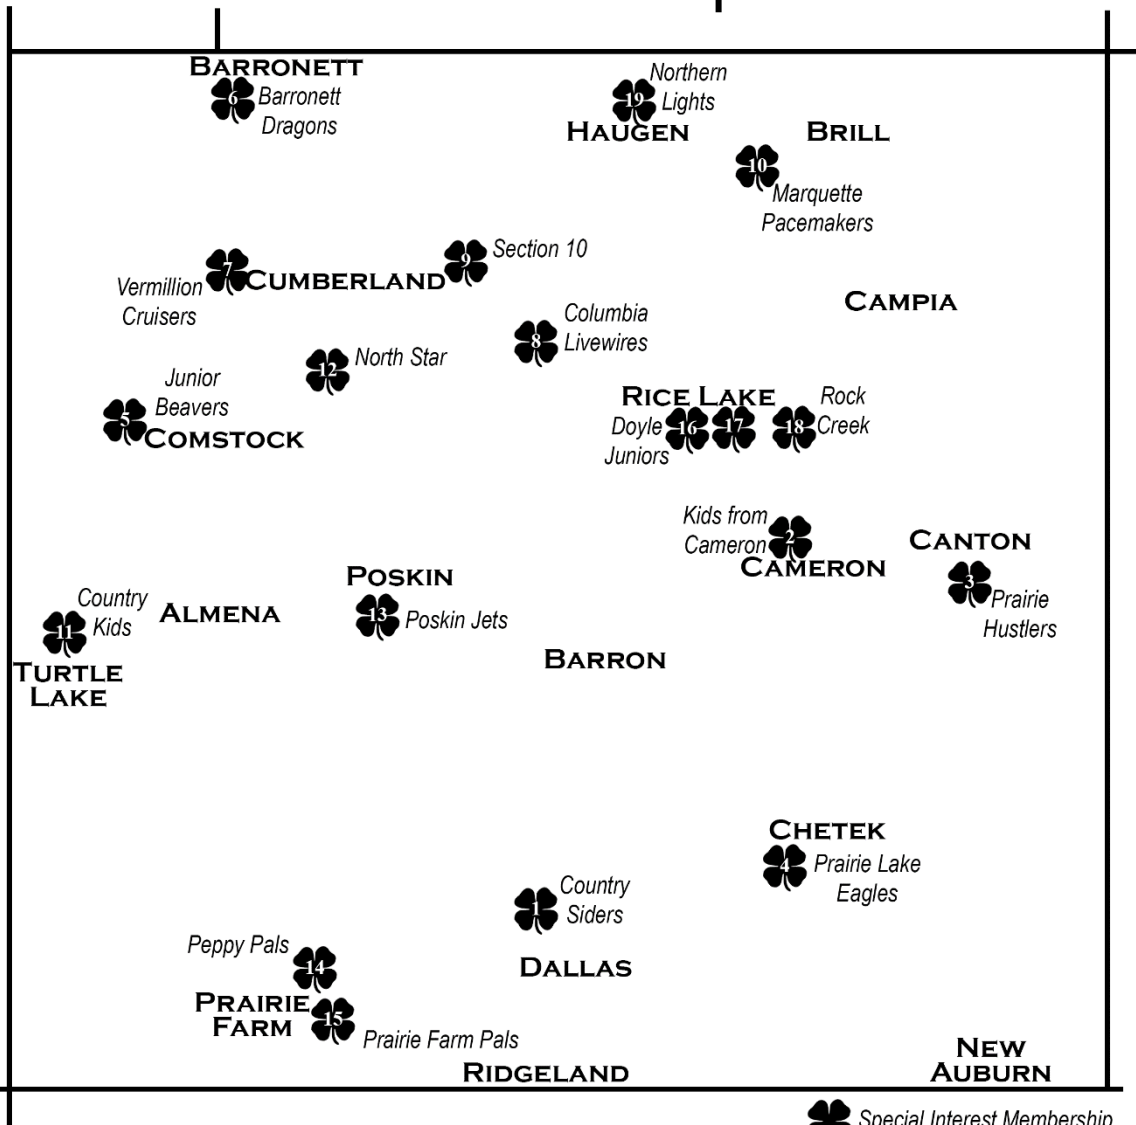 BARRONETT
6
Barronett
Dragons
Northern
Lights
19
HAUGEN
BRILL
10
Marquette
Pacemakers
7
Vermillion
Cruisers
CUMBERLAND
9
Section 10
CAMPIA
8
Columbia
Livewires
12
North Star
Junior
Beavers
5
COMSTOCK
RICE LAKE
Doyle
Juniors
16
17
18
Rock
Creek
Kids from
Cameron
2
CAMERON
CANTON
3
Prairie
Hustlers
POSKIN
13
Poskin Jets
Country
Kids
11
ALMENA
TURTLE
LAKE
BARRON
CHETEK
4
Prairie Lake
Eagles
1
Country
Siders
DALLAS
Peppy Pals
14
PRAIRIE
FARM
15
Prairie Farm Pals
RIDGELAND
NEW
AUBURN
Special Interest Membership